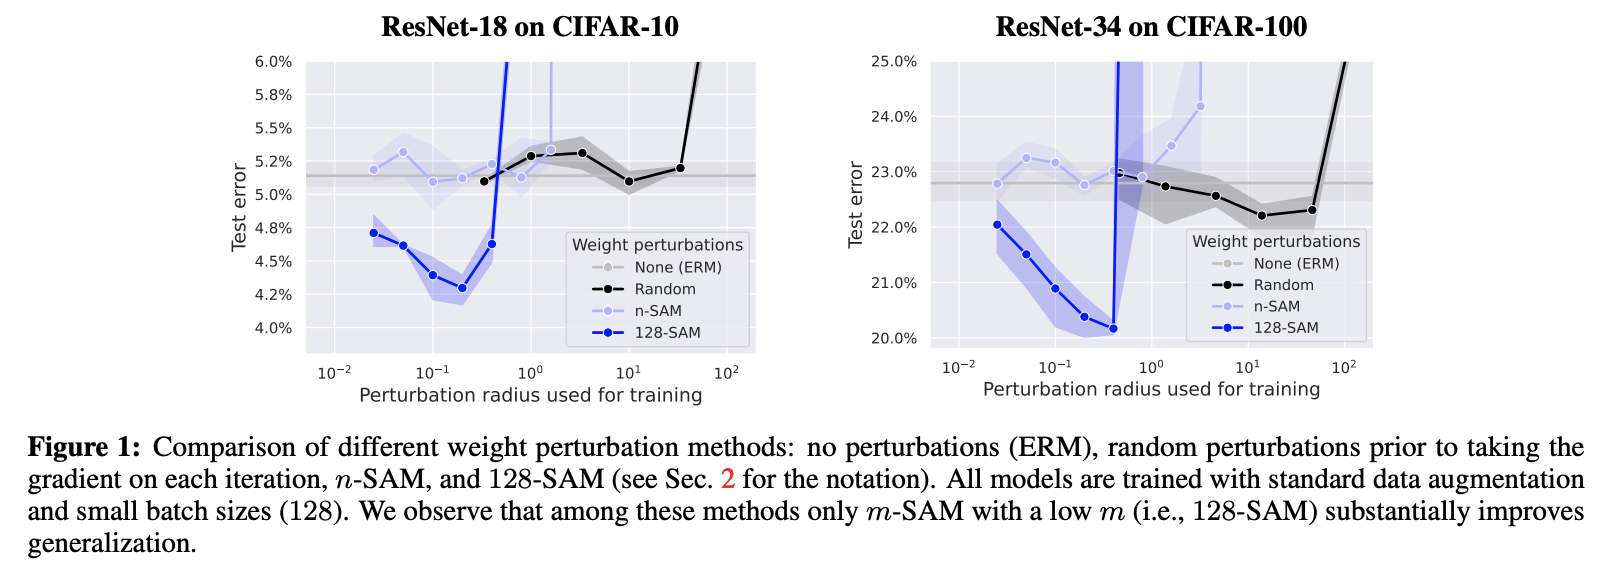 ResNet-18 on CIFAR-10
6.0%
5.8%
5.5%
5.2%
5.0%
4.8%
4.5%
4.2%
4.0%
Test error
Weight perturbations
None (ERM)
Random
n-SAM
128-SAM
10⁻² 10⁻¹ 10⁰ 10¹ 10²
Perturbation radius used for training
ResNet-34 on CIFAR-100
25.0%
24.0%
23.0%
22.0%
21.0%
20.0%
Test error
Weight perturbations
None (ERM)
Random
n-SAM
128-SAM
10⁻² 10⁻¹ 10⁰ 10¹ 10²
Perturbation radius used for training
Figure 1: Comparison of different weight perturbation methods: no perturbations (ERM), random perturbations prior to taking the
gradient on each iteration, n-SAM, and 128-SAM (see Sec. 2 for the notation). All models are trained with standard data augmentation
and small batch sizes (128). We observe that among these methods only m-SAM with a low m (i.e., 128-SAM) substantially improves
generalization.